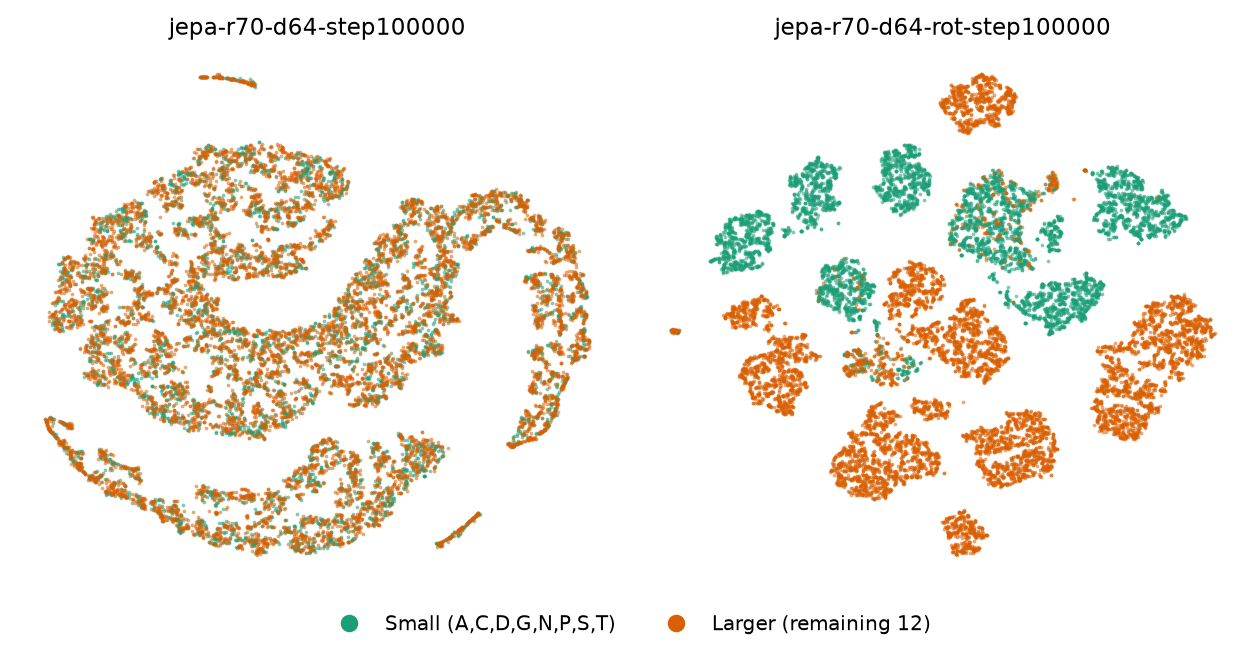 jepa-r70-d64-step100000
jepa-r70-d64-rot-step100000
Small (A,C,D,G,N,P,S,T)
Larger (remaining 12)